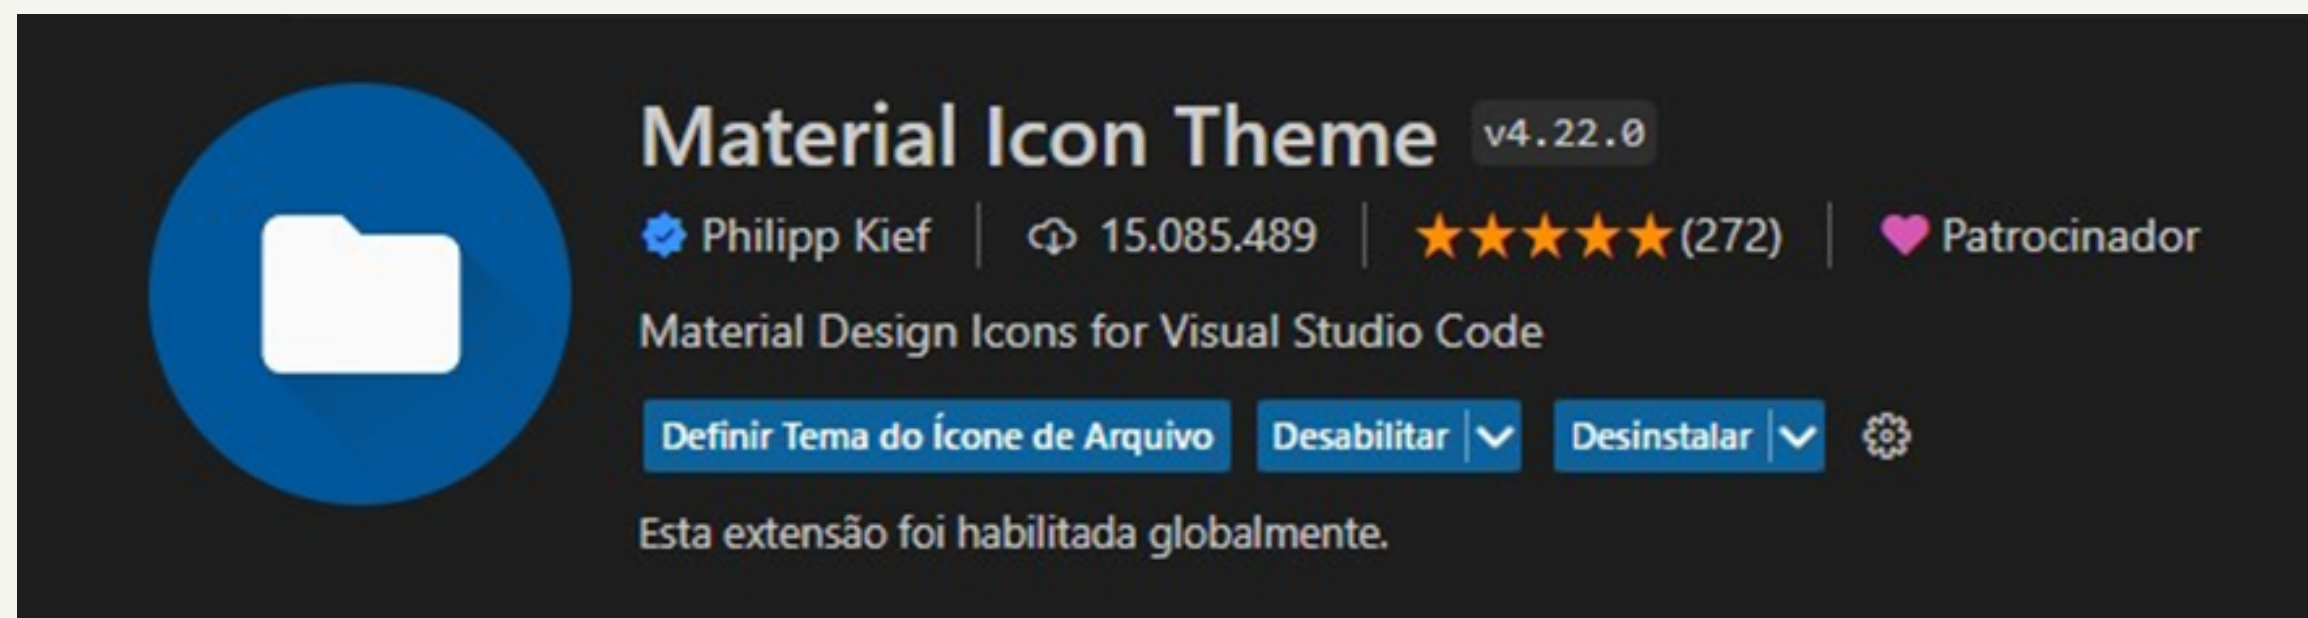 Material Icon Theme v4.22.0
Philipp Kief 15.085.489 (272) Patrocinador
Material Design Icons for Visual Studio Code
Definir Tema do Ícone de Arquivo Desabilitar Desinstalar
Esta extensão foi habilitada globalmente.